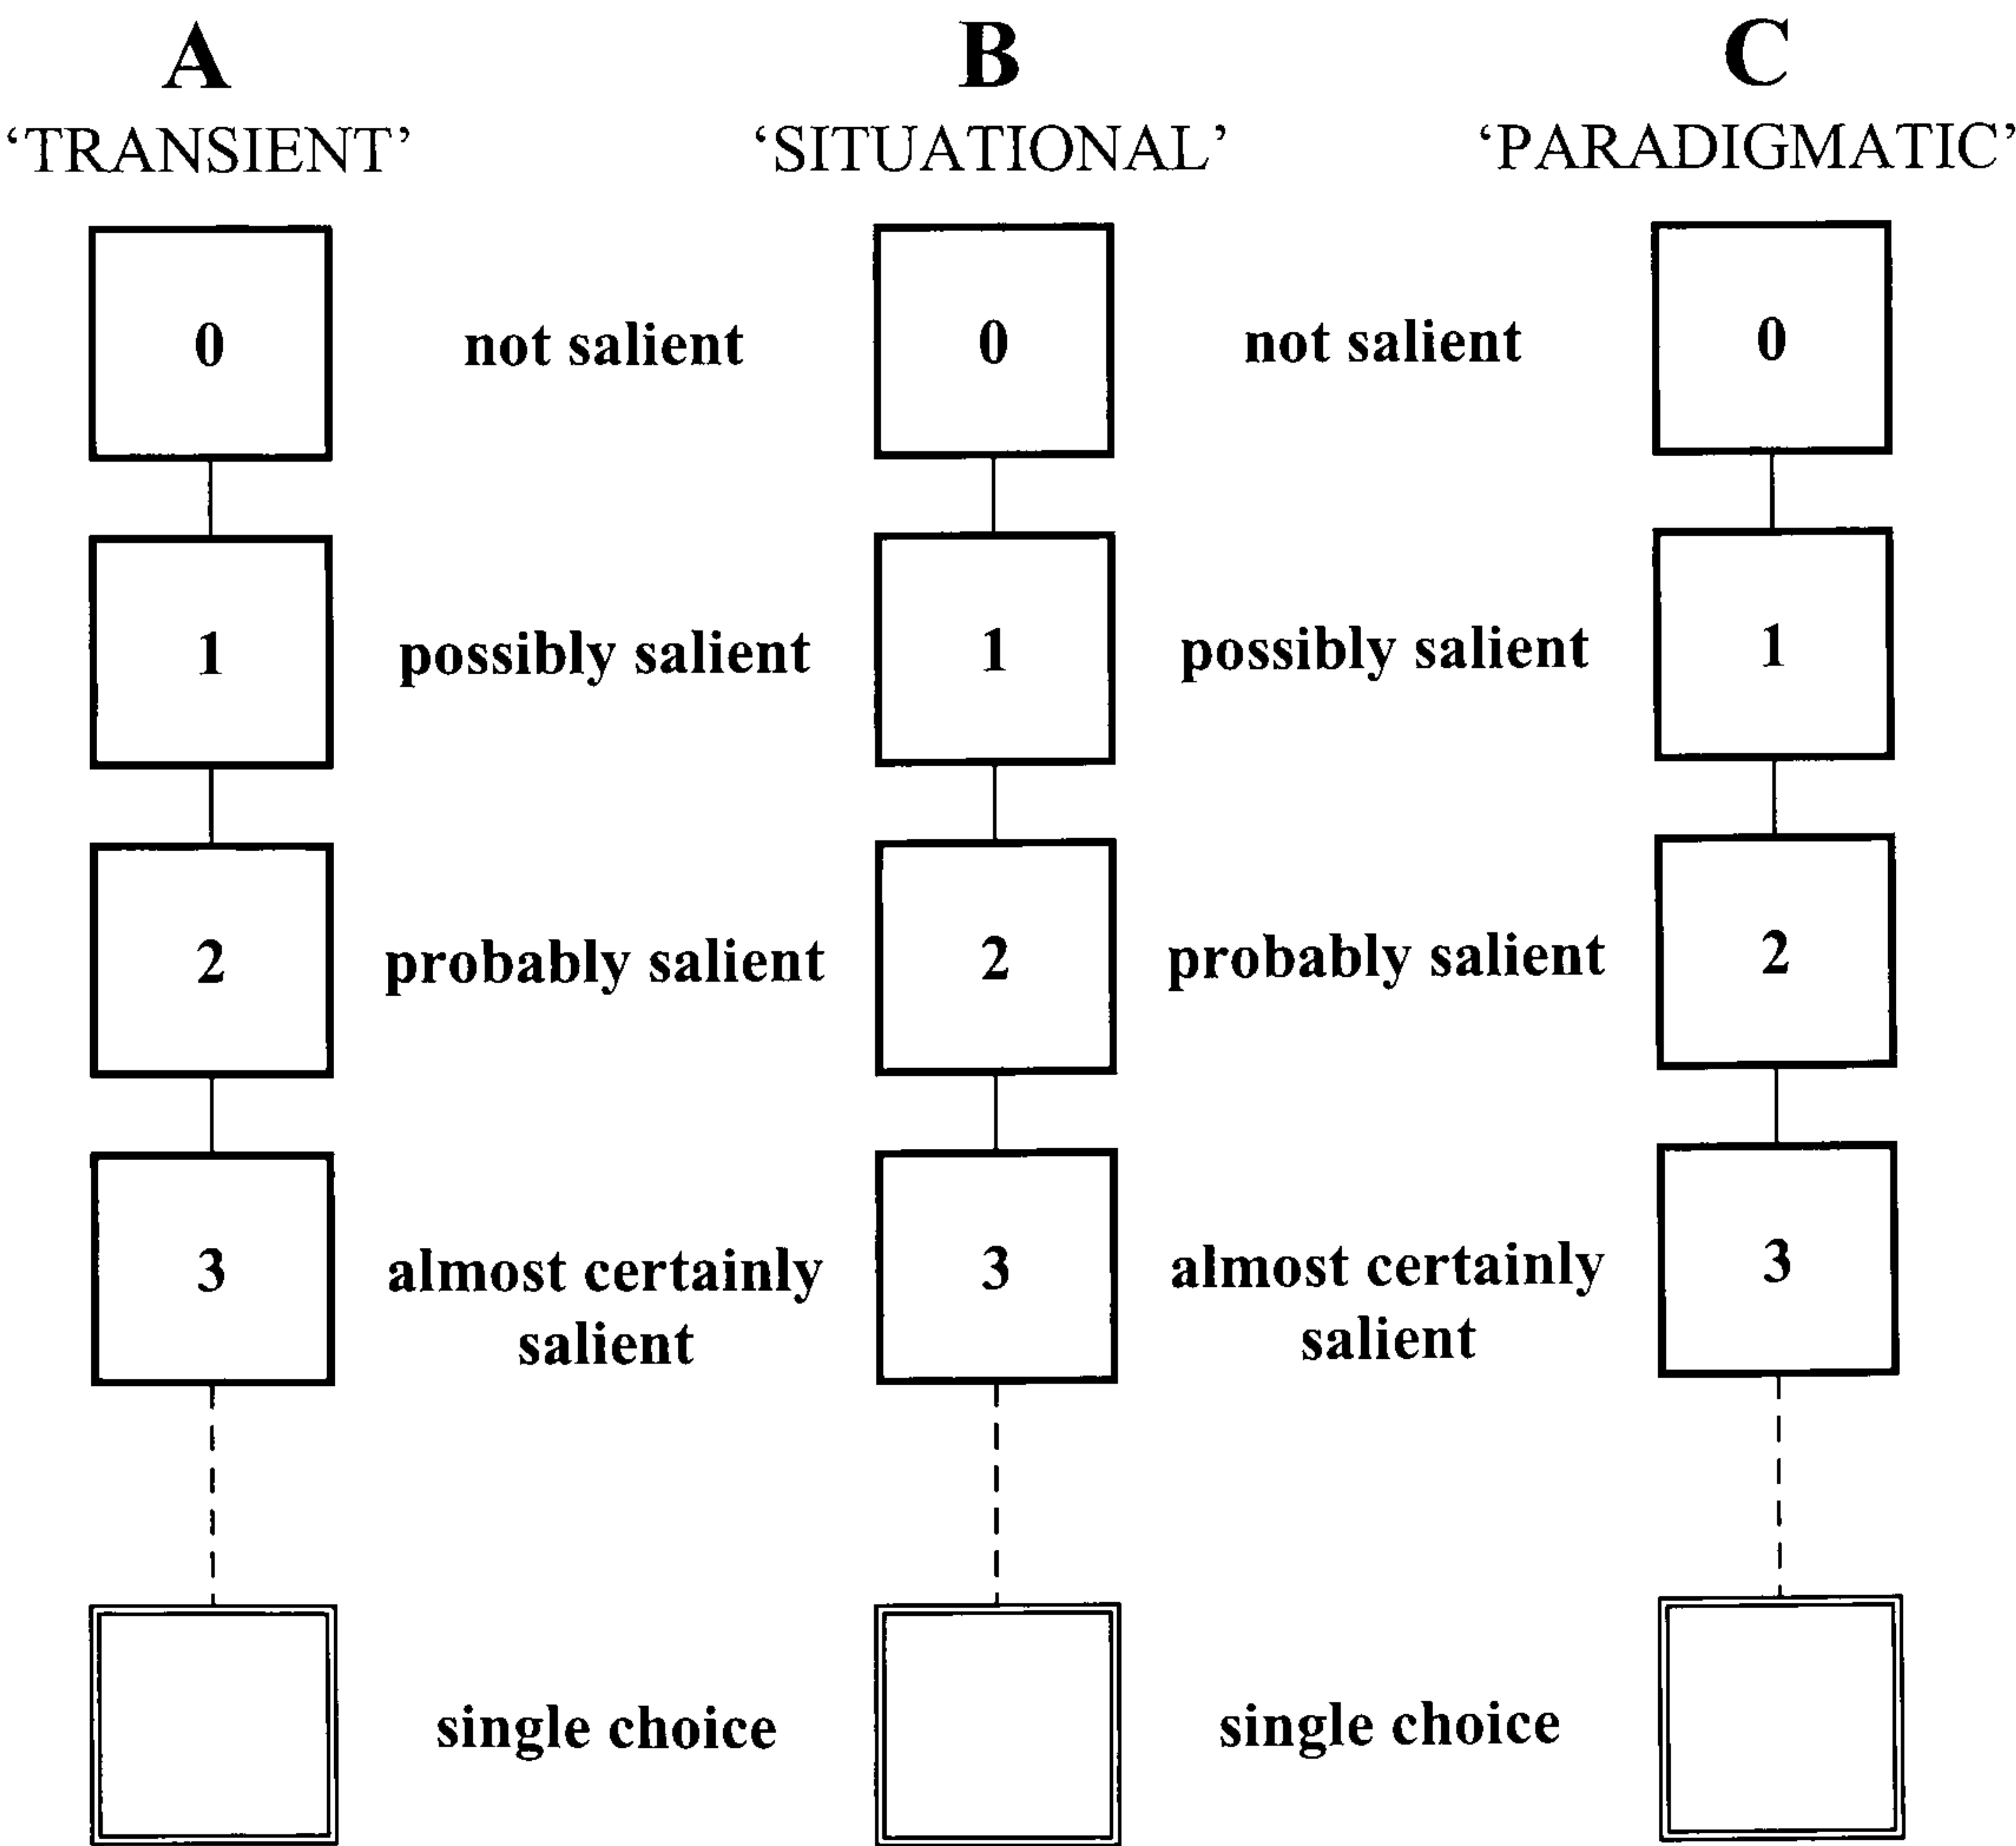 A B C
‘TRANSIENT’ ‘SITUATIONAL’ ‘PARADIGMATIC’
0 not salient 0 not salient 0
1 possibly salient 1 possibly salient 1
2 probably salient 2 probably salient 2
3 almost certainly 3 almost certainly 3
salient salient
single choice single choice